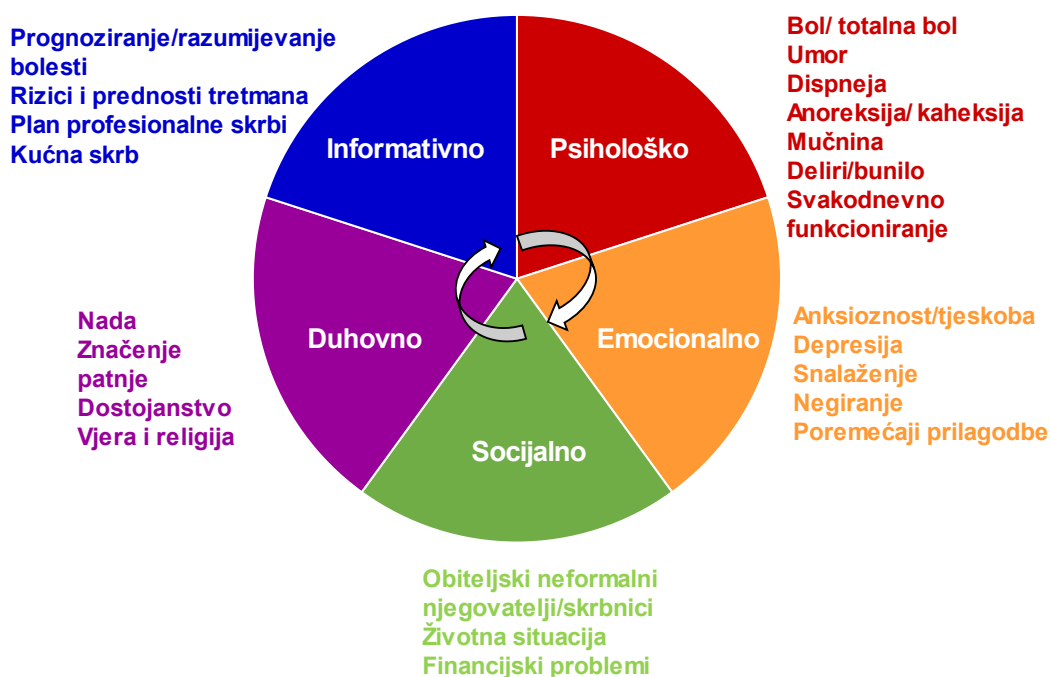 Prognoziranje/razumijevanje
bolesti
Rizici i prednosti tretmana
Plan profesionalne skrbi
Kućna skrb
Informativno
Psihološko
Bol/ totalna bol
Umor
Dispneja
Anoreksija/ kaheksija
Mučnina
Deliri/bunilo
Svakodnevno
funkcioniranje
Nada
Značenje
patnje
Dostojanstvo
Vjera i religija
Duhovno
Emocionalno
Anksioznost/tjeskoba
Depresija
Snalaženje
Negiranje
Poremećaji prilagodbe
Socijalno
Obiteljski neformalni
njegovatelji/skrbnici
Životna situacija
Financijski problemi